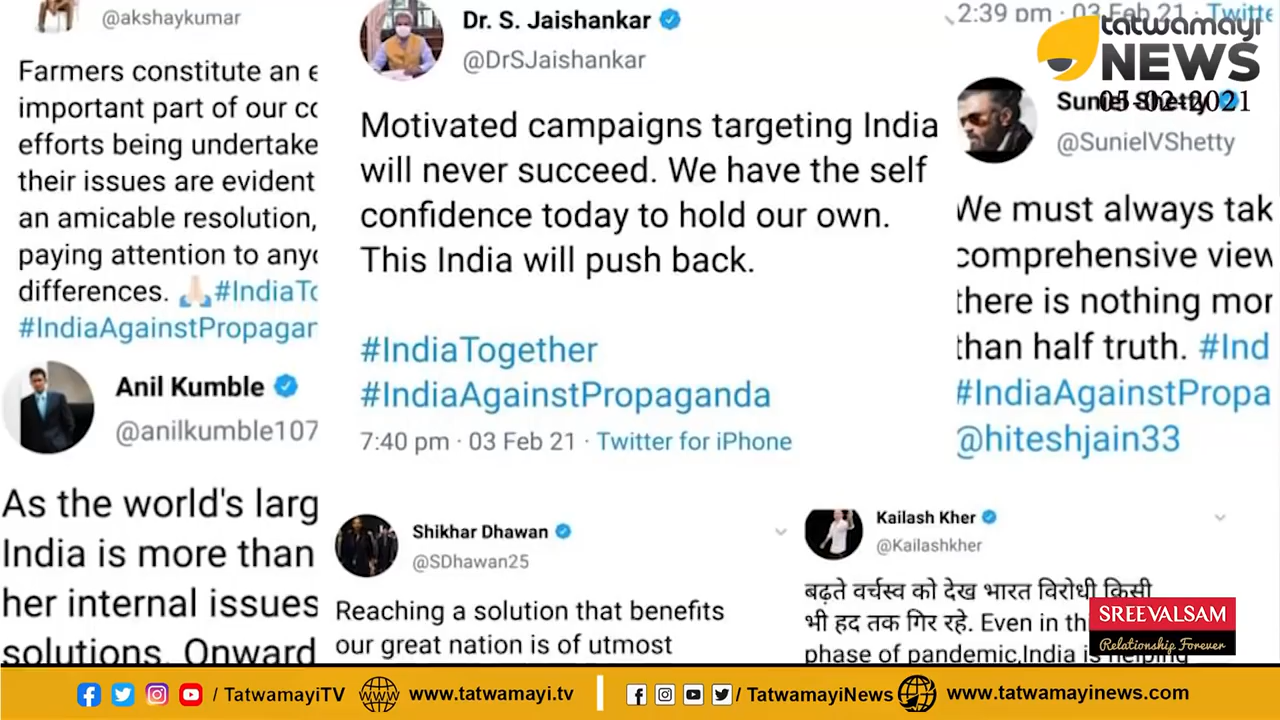 @akshaykumar
Farmers constitute an e
important part of our co
efforts being undertake
their issues are evident
an amicable resolution,
paying attention to anyo
differences. 🙏🏻 #IndiaTo
#IndiaAgainstPropagan
Anil Kumble
@anilkumble107
As the world's larg
India is more than
her internal issues
solutions. Onward
Dr. S. Jaishankar
@DrSJaishankar
Motivated campaigns targeting India
will never succeed. We have the self
confidence today to hold our own.
This India will push back.
#IndiaTogether
#IndiaAgainstPropaganda
7:40 pm · 03 Feb 21 · Twitter for iPhone
Shikhar Dhawan
@SDhawan25
Reaching a solution that benefits
our great nation is of utmost
2:39 pm · 03 Feb 21 · Twitte
tatwamayi
NEWS
05-02-2021
Suniel Shetty
@SunielVShetty
We must always tak
comprehensive view
there is nothing mor
than half truth. #Ind
#IndiaAgainstPropa
@hiteshjain33
Kailash Kher
@Kailashkher
बढ़ते वर्चस्व को देख भारत विरोधी किसी
भी हद तक गिर रहे. Even in thi
phase of pandemic,India is helping
SREEVALSAM
Relationship Forever
/TatwamayiTV www.tatwamayi.tv /TatwamayiNews www.tatwamayinews.com